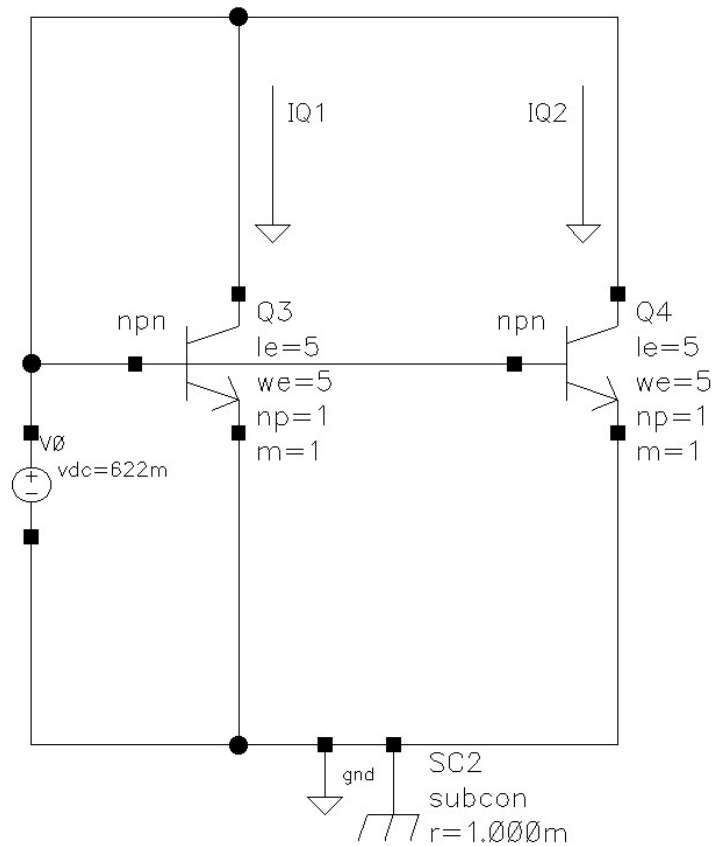 IQ1
IQ2
npn
Q3
le=5
we=5
np=1
m=1
npn
Q4
le=5
we=5
np=1
m=1
VØ
vdc=622m
+
−
gnd
SC2
subcon
r=1.ØØØm